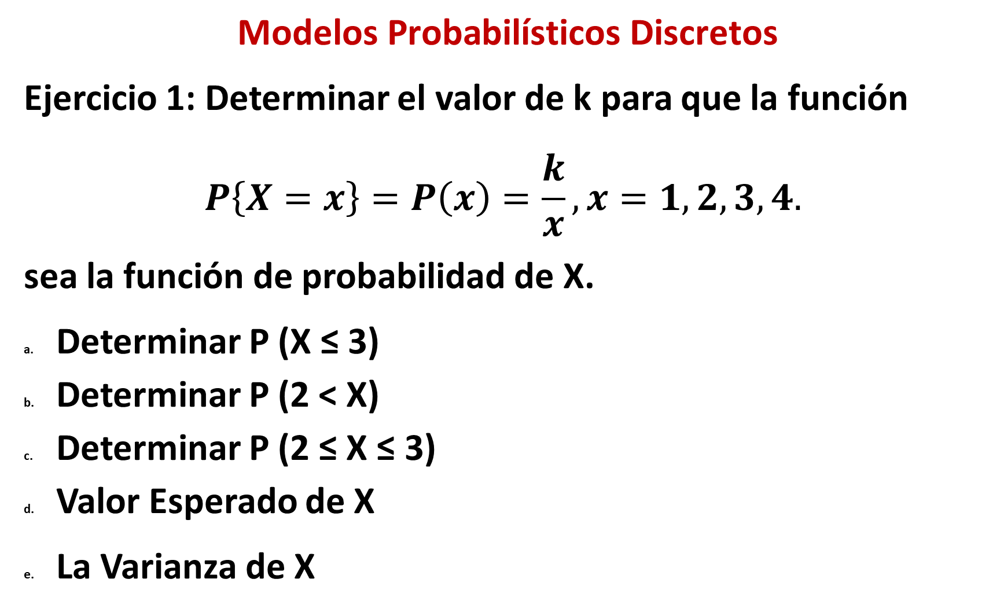 Modelos Probabilísticos Discretos
Ejercicio 1: Determinar el valor de k para que la función
P{X = x} = P(x) = k/x, x = 1, 2, 3, 4.
sea la función de probabilidad de X.
a. Determinar P (X ≤ 3)
b. Determinar P (2 < X)
c. Determinar P (2 ≤ X ≤ 3)
d. Valor Esperado de X
e. La Varianza de X